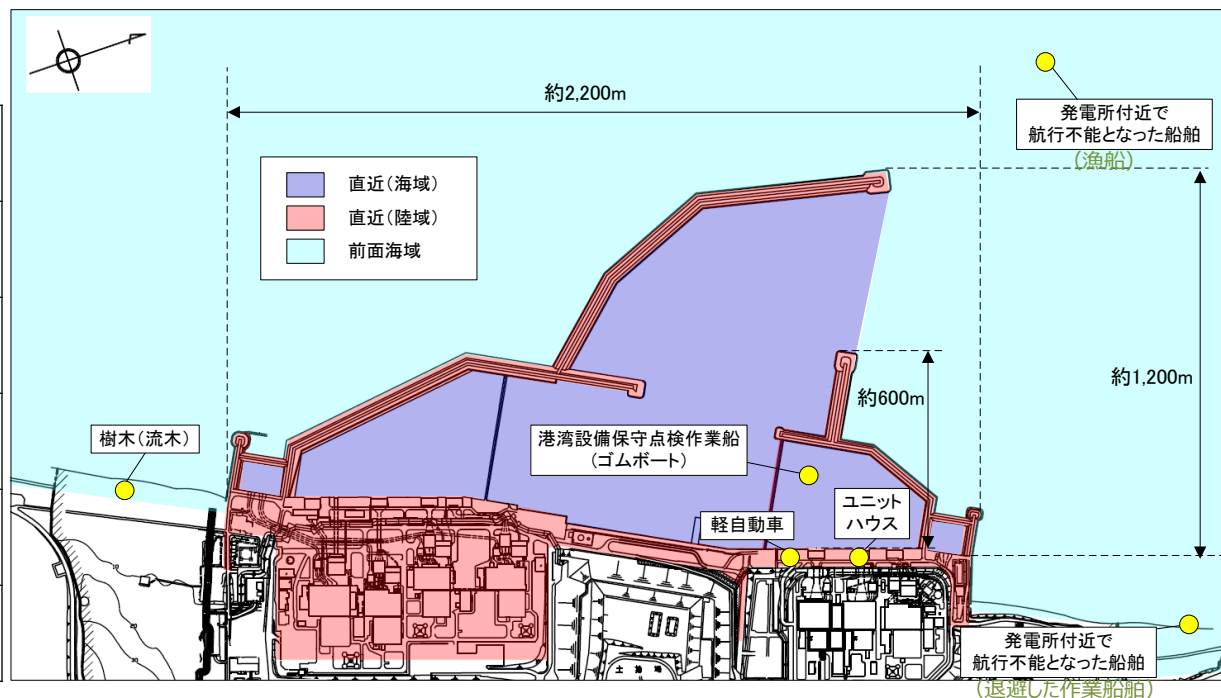 約2,200m
発電所付近で
航行不能となった船舶
(漁船)
直近(海域)
直近(陸域)
前面海域
約1,200m
約600m
樹木(流木)
港湾設備保守点検作業船
(ゴムボート)
ユニット
ハウス
軽自動車
発電所付近で
航行不能となった船舶
(退避した作業船舶)